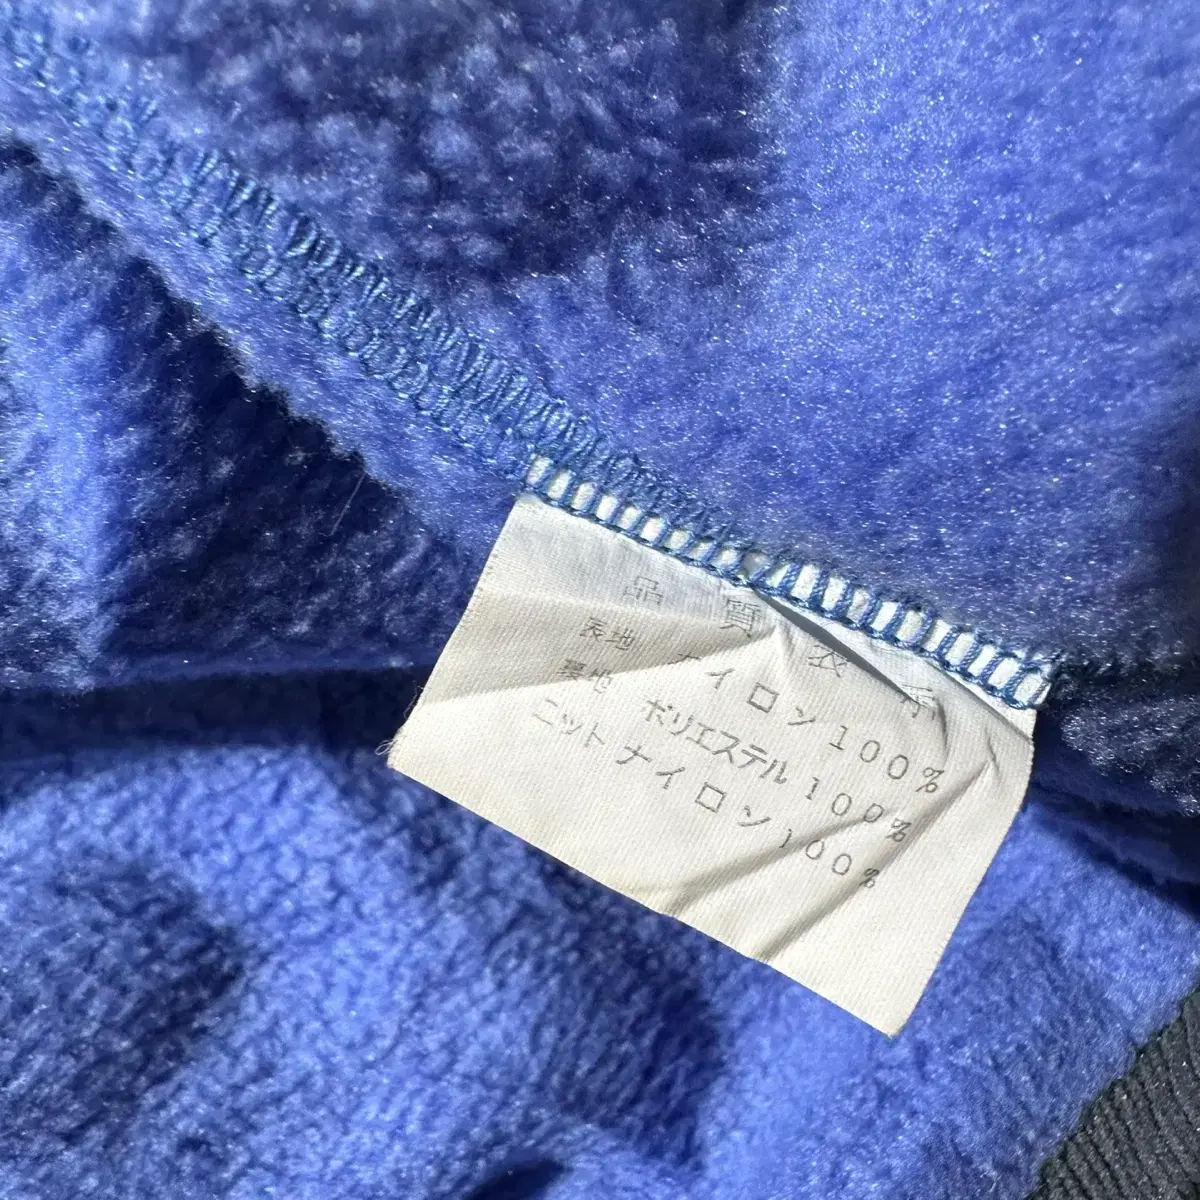 品質表示
表地 ナイロン100%
裏地 ポリエステル100%
ニット ナイロン100%